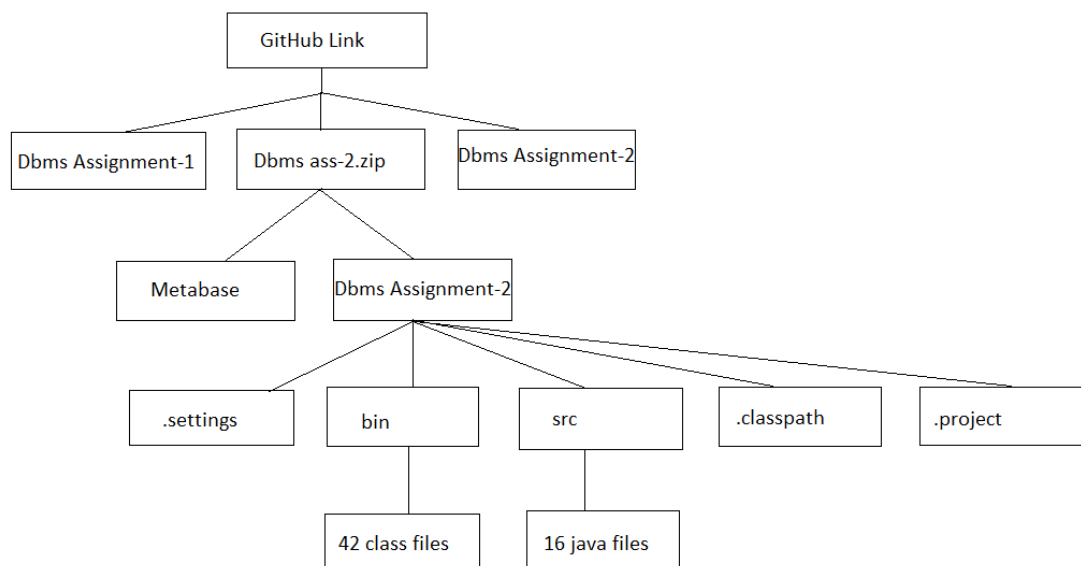 GitHub Link
Dbms Assignment-1
Dbms ass-2.zip
Dbms Assignment-2
Metabase
Dbms Assignment-2
.settings
bin
src
.classpath
.project
42 class files
16 java files